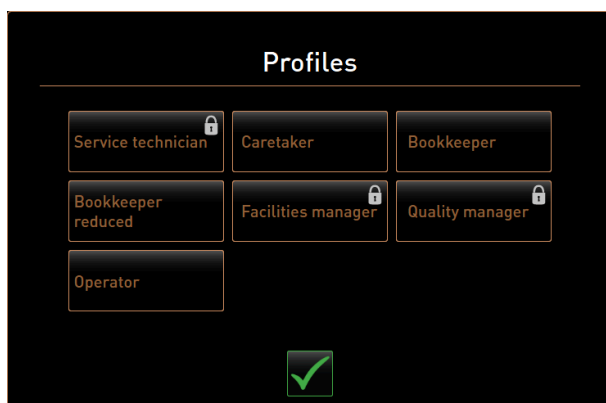 Profiles
Service technician
Caretaker
Bookkeeper
Bookkeeper
reduced
Facilities manager
Quality manager
Operator